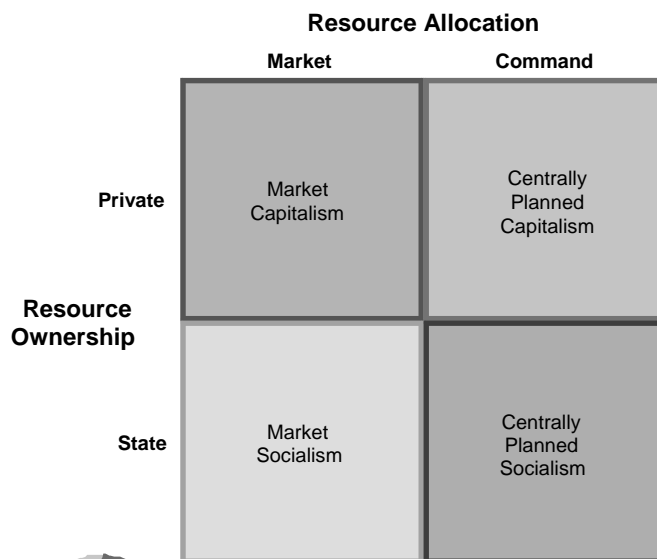 Resource Allocation
Market
Command
Private
Market
Capitalism
Centrally
Planned
Capitalism
Resource
Ownership
State
Market
Socialism
Centrally
Planned
Socialism